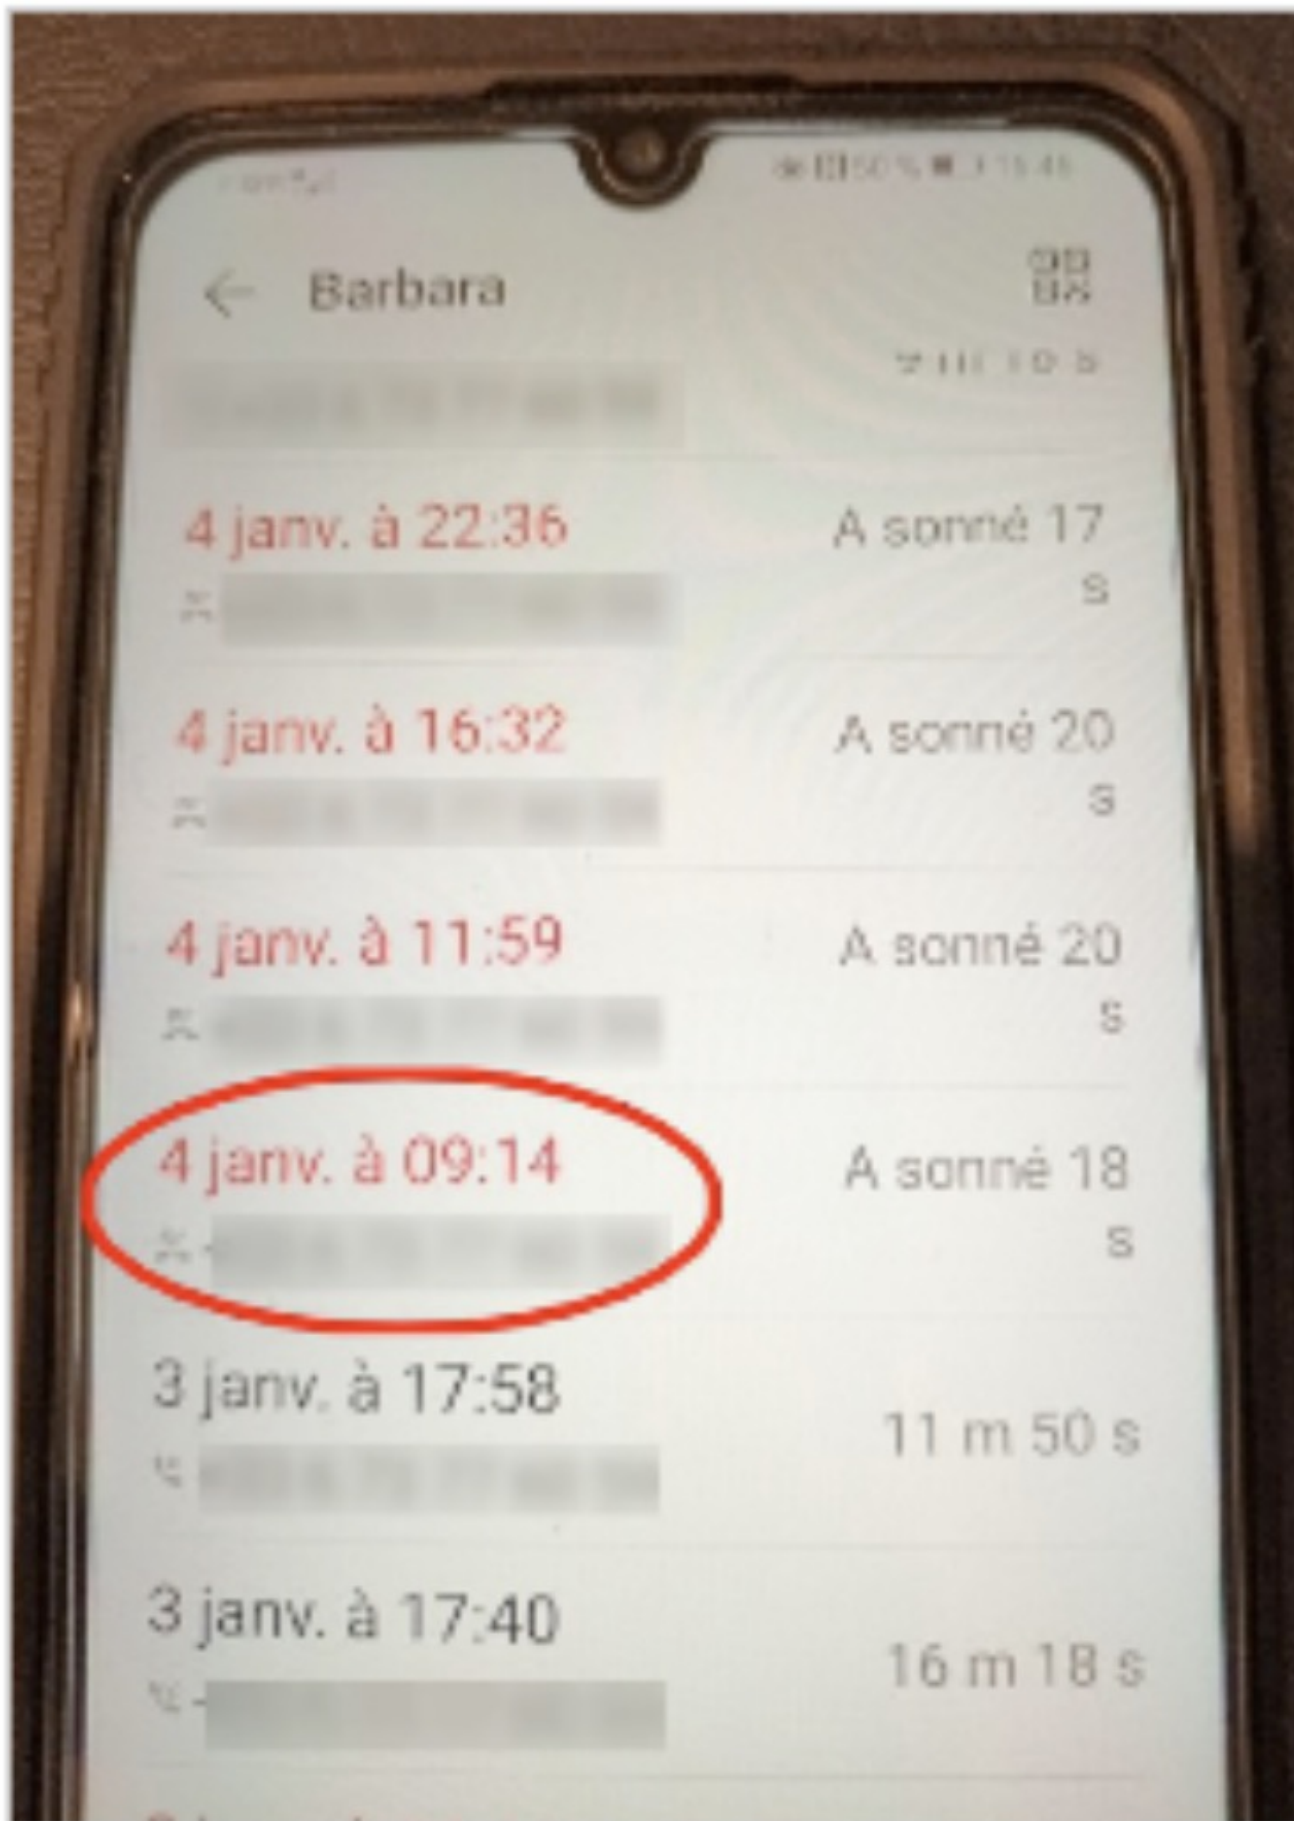 Barbara
4 janv. à 22:36
A sonné 17
s
4 janv. à 16:32
A sonné 20
s
4 janv. à 11:59
A sonné 20
s
4 janv. à 09:14
A sonné 18
s
3 janv. à 17:58
11 m 50 s
3 janv. à 17:40
16 m 18 s